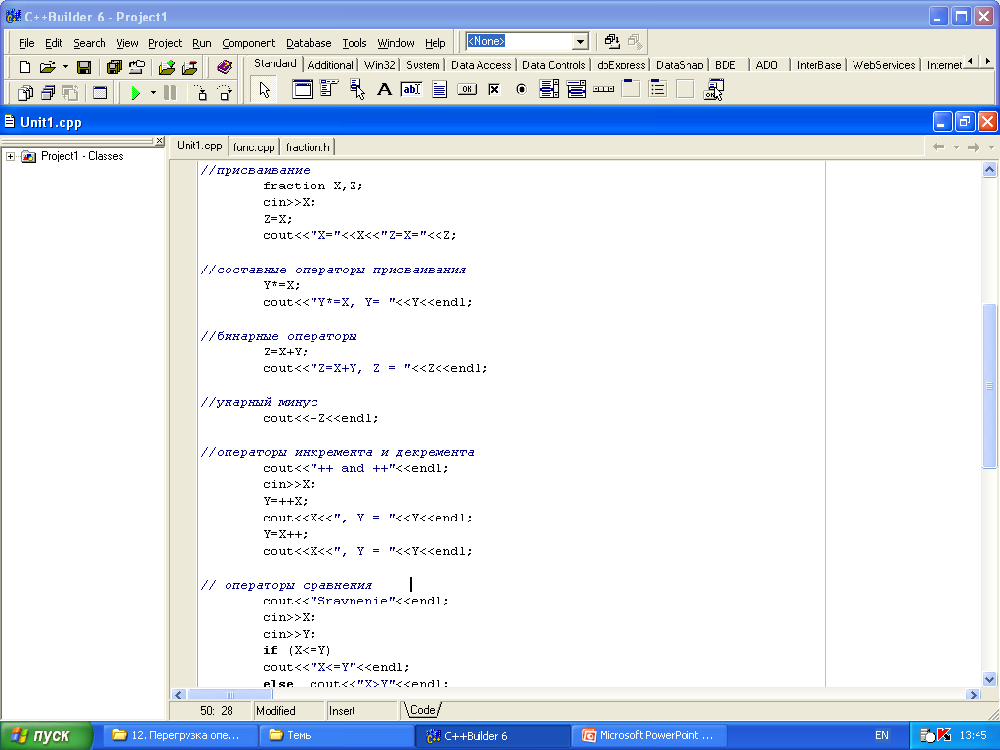 C++Builder 6 - Project1
File Edit Search View Project Run Component Database Tools Window Help <None>
Standard Additional Win32 System Data Access Data Controls dbExpress DataSnap BDE ADO InterBase WebServices Internet
A ab OK
Unit1.cpp
Project1 - Classes
Unit1.cpp func.cpp fraction.h
//присваивание
fraction X,Z;
cin>>X;
Z=X;
cout<<"X="<<X<<"Z=X="<<Z;
//составные операторы присваивания
Y*=X;
cout<<"Y*=X, Y= "<<Y<<endl;
//бинарные операторы
Z=X+Y;
cout<<"Z=X+Y, Z = "<<Z<<endl;
//унарный минус
cout<<-Z<<endl;
//операторы инкремента и декремента
cout<<"++ and ++"<<endl;
cin>>X;
Y=++X;
cout<<X<<", Y = "<<Y<<endl;
Y=X++;
cout<<X<<", Y = "<<Y<<endl;
// операторы сравнения
cout<<"Sravnenie"<<endl;
cin>>X;
cin>>Y;
if (X<=Y)
cout<<"X<=Y"<<endl;
else cout<<"X>Y"<<endl;
50: 28 Modified Insert Code
пуск 12. Перегрузка опе... Темы C++Builder 6 Microsoft PowerPoint ... EN 13:45